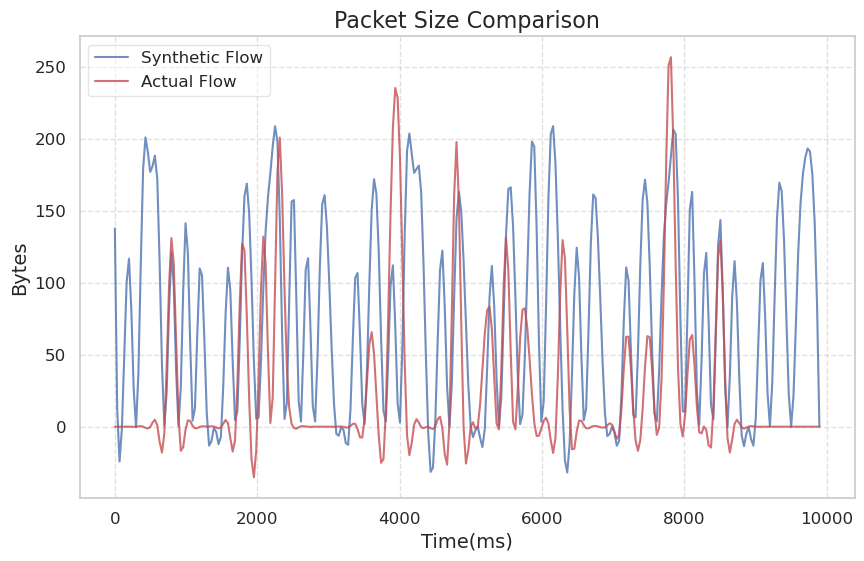 Packet Size Comparison
Synthetic Flow
Actual Flow
250
200
150
100
50
0
Bytes
0 2000 4000 6000 8000 10000
Time(ms)